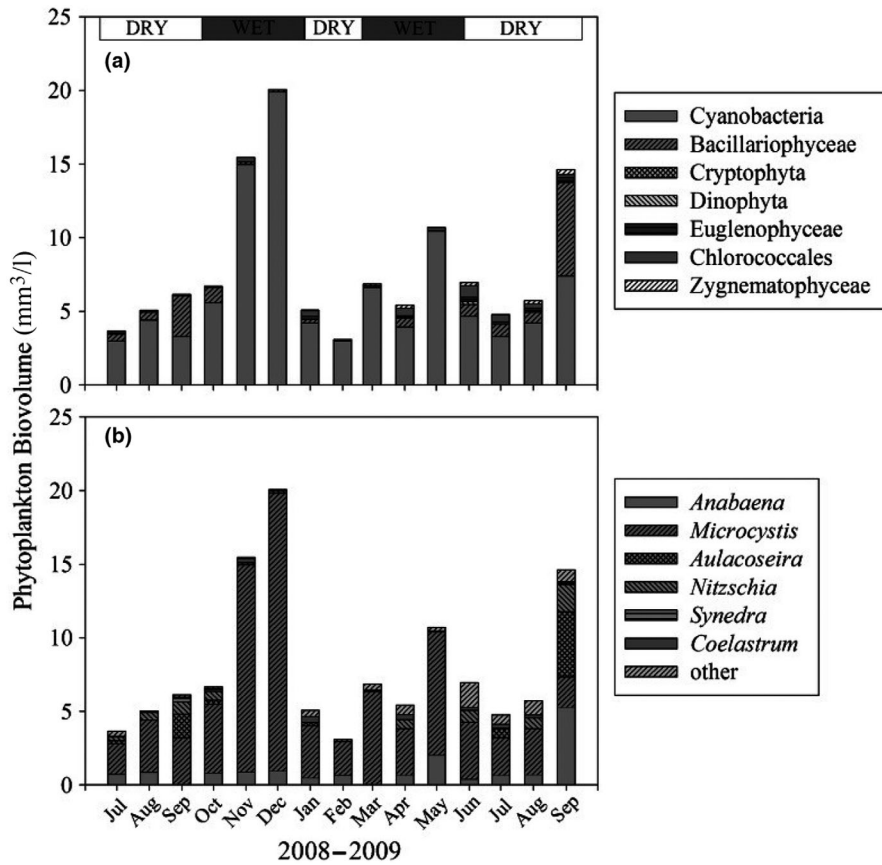 DRY WET DRY WET DRY
(a)
25
20
15
10
5
0
Cyanobacteria
Bacillariophyceae
Cryptophyta
Dinophyta
Euglenophyceae
Chlorococcales
Zygnematophyceae
Phytoplankton Biovolume (mm³/l)
(b)
25
20
15
10
5
0
Anabaena
Microcystis
Aulacoseira
Nitzschia
Synedra
Coelastrum
other
Jul Aug Sep Oct Nov Dec Jan Feb Mar Apr May Jun Jul Aug Sep
2008–2009